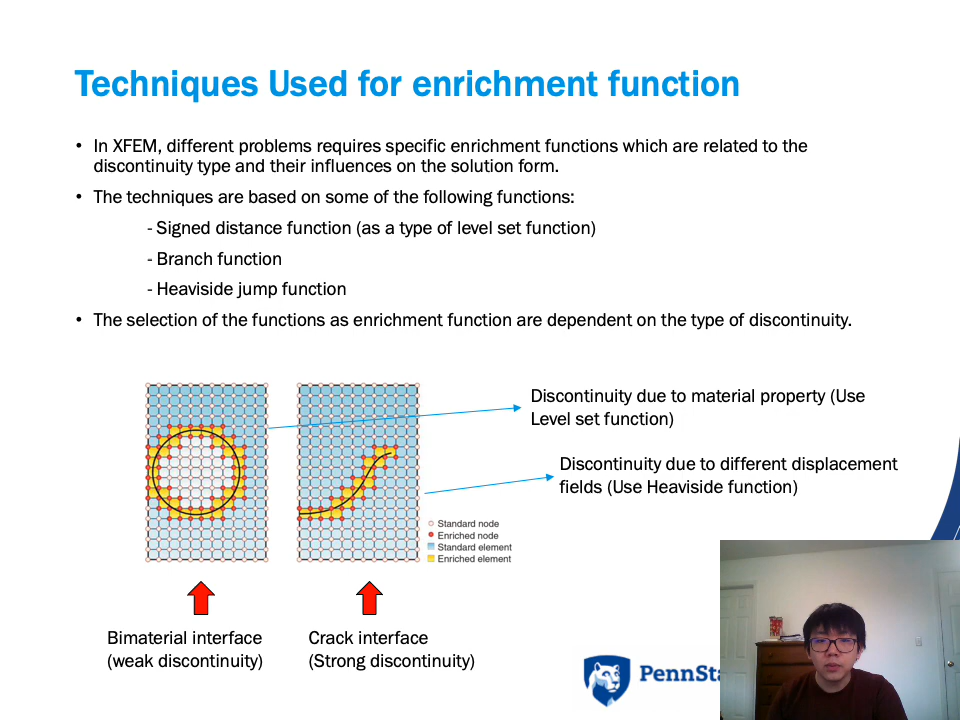 Techniques Used for enrichment function
• In XFEM, different problems requires specific enrichment functions which are related to the
discontinuity type and their influences on the solution form.
• The techniques are based on some of the following functions:
- Signed distance function (as a type of level set function)
- Branch function
- Heaviside jump function
• The selection of the functions as enrichment function are dependent on the type of discontinuity.
Discontinuity due to material property (Use
Level set function)
Discontinuity due to different displacement
fields (Use Heaviside function)
Standard node
Enriched node
Standard element
Enriched element
Bimaterial interface
(weak discontinuity)
Crack interface
(Strong discontinuity)
PennSta